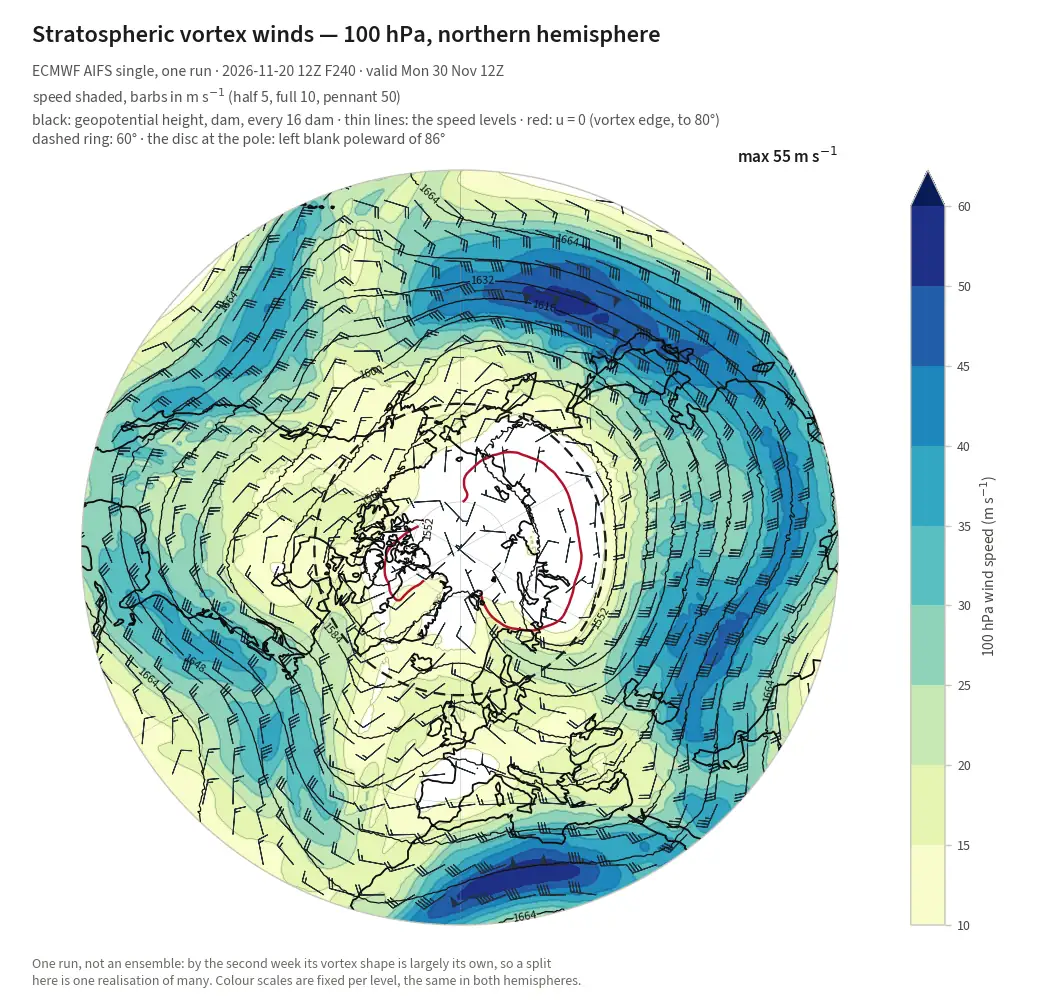 Stratospheric vortex winds — 100 hPa, northern hemisphere
ECMWF AIFS single, one run · 2026-11-20 12Z F240 · valid Mon 30 Nov 12Z
speed shaded, barbs in m s⁻¹ (half 5, full 10, pennant 50)
black: geopotential height, dam, every 16 dam · thin lines: the speed levels · red: u = 0 (vortex edge, to 80°)
dashed ring: 60° · the disc at the pole: left blank poleward of 86°
max 55 m s⁻¹
1664
1664
1632
1664
1616
1600
1552
1552
1584
1648
1664
1664
1664
60
50
45
40
35
30
25
20
15
10
100 hPa wind speed (m s⁻¹)
One run, not an ensemble: by the second week its vortex shape is largely its own, so a split
here is one realisation of many. Colour scales are fixed per level, the same in both hemispheres.